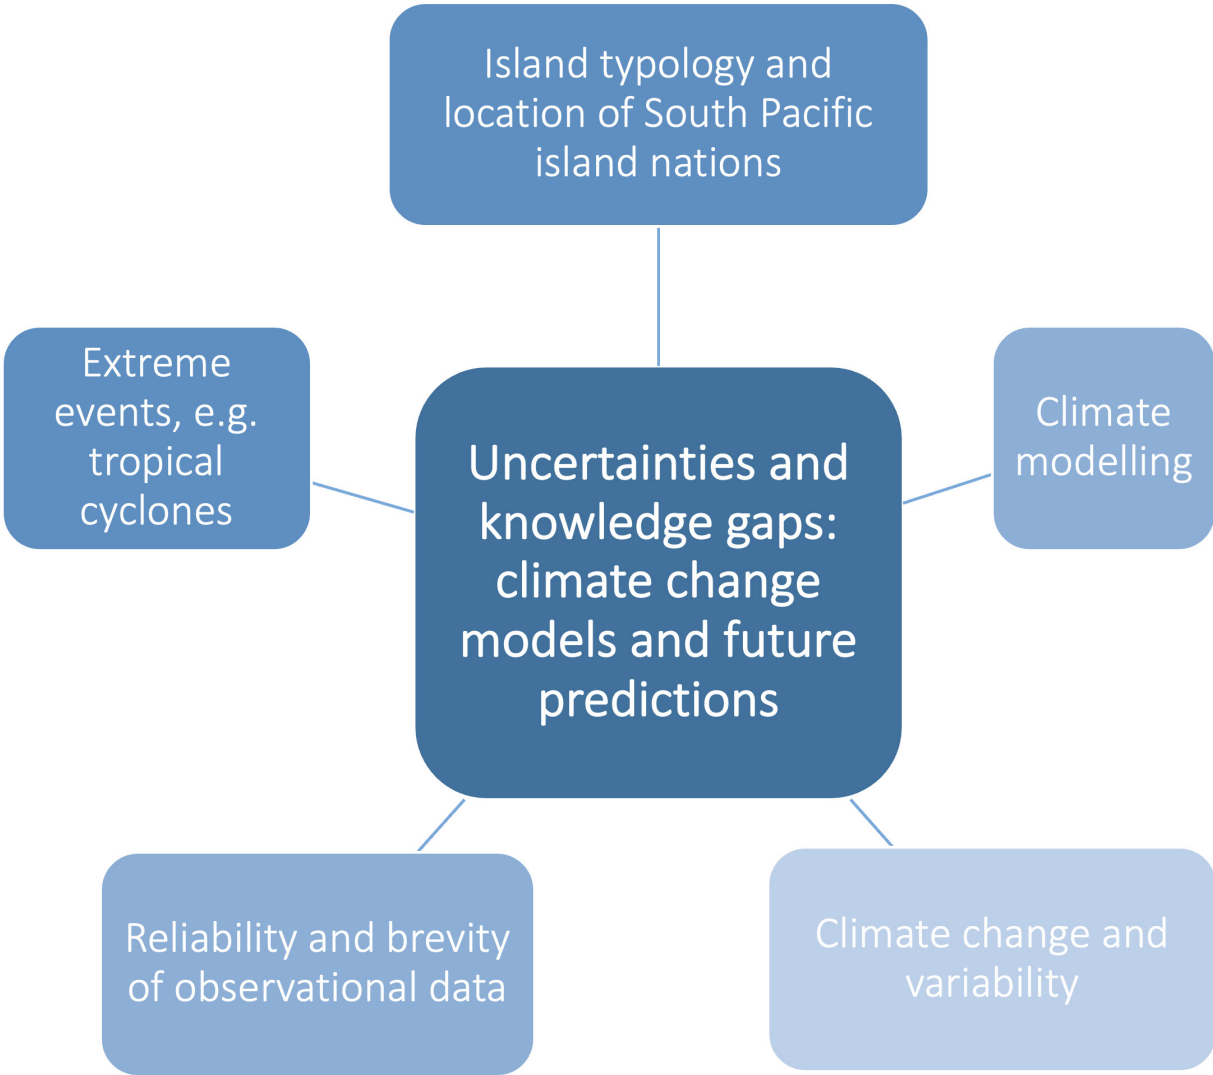 Island typology and
location of South Pacific
island nations
Extreme
events, e.g.
tropical
cyclones
Climate
modelling
Uncertainties and
knowledge gaps:
climate change
models and future
predictions
Reliability and brevity
of observational data
Climate change and
variability